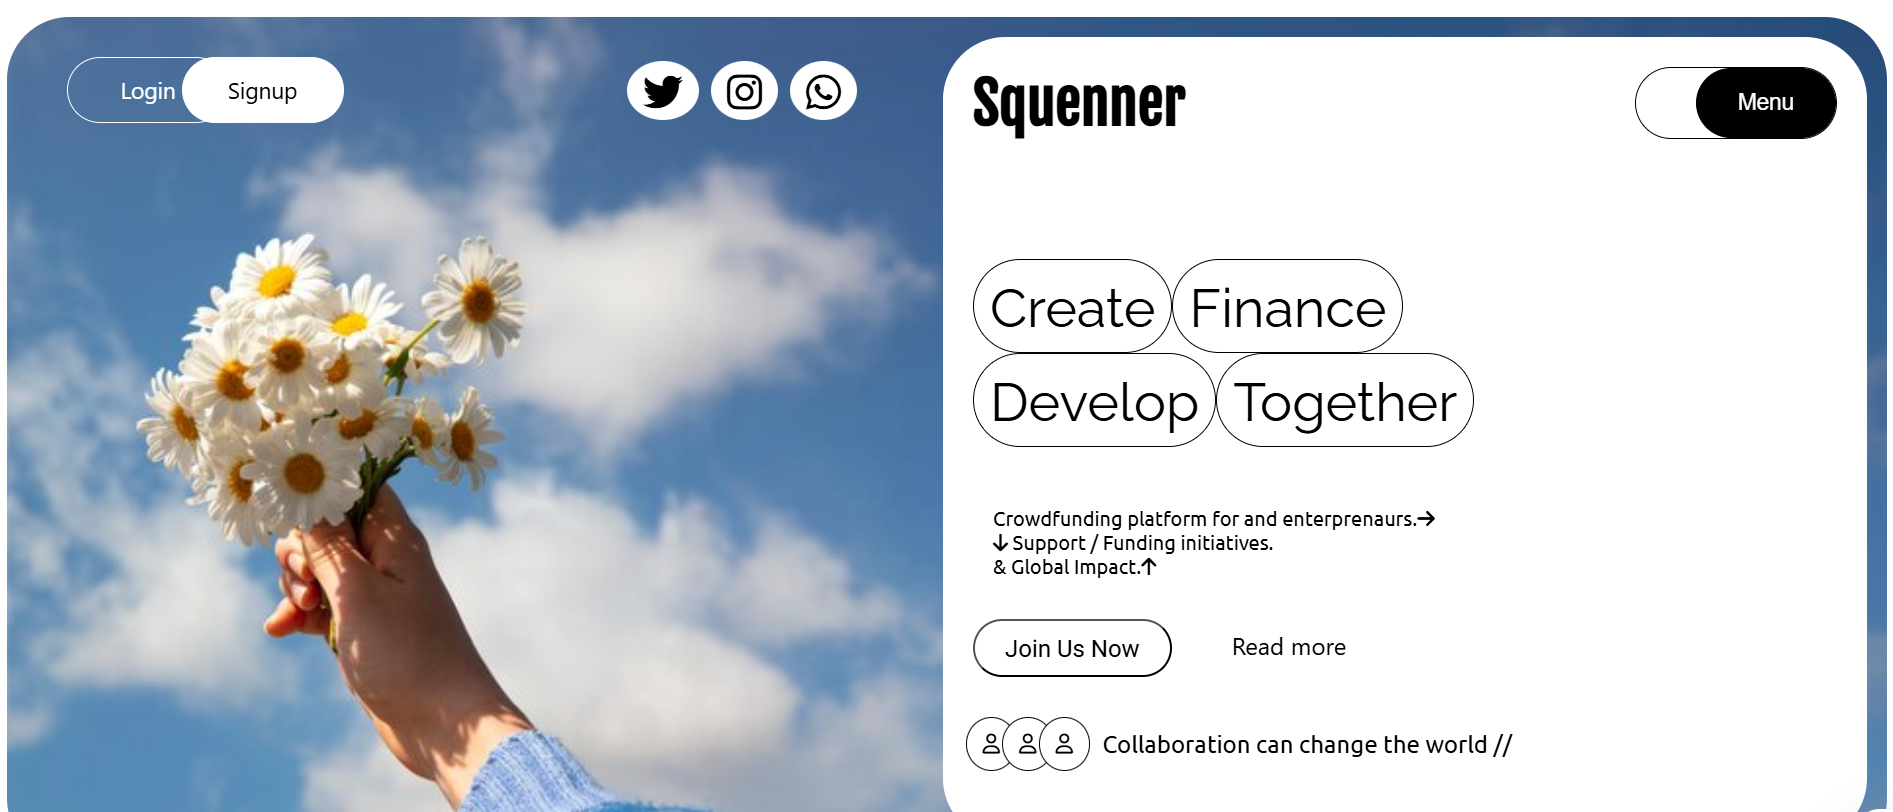 Login Signup
Squenner
Menu
Create Finance
Develop Together
Crowdfunding platform for and enterprenaurs.→
↓ Support / Funding initiatives.
& Global Impact.↑
Join Us Now
Read more
Collaboration can change the world //